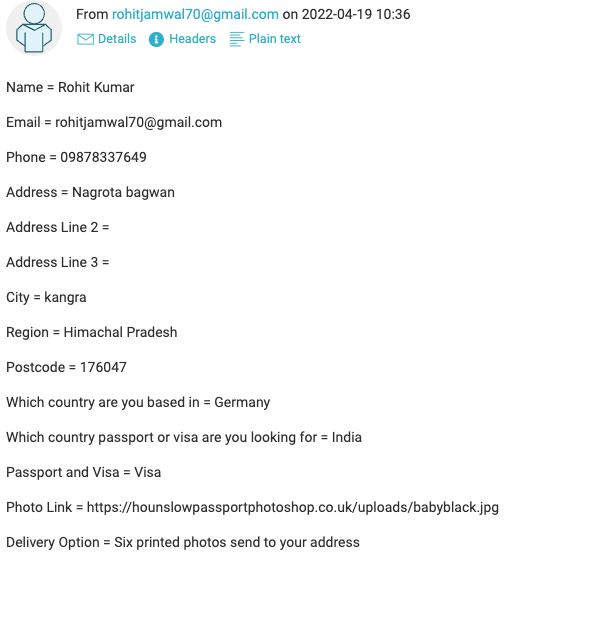 From rohitjamwal70@gmail.com on 2022-04-19 10:36
Details Headers Plain text
Name = Rohit Kumar
Email = rohitjamwal70@gmail.com
Phone = 09878337649
Address = Nagrota bagwan
Address Line 2 =
Address Line 3 =
City = kangra
Region = Himachal Pradesh
Postcode = 176047
Which country are you based in = Germany
Which country passport or visa are you looking for = India
Passport and Visa = Visa
Photo Link = https://hounslowpassportphotoshop.co.uk/uploads/babyblack.jpg
Delivery Option = Six printed photos send to your address